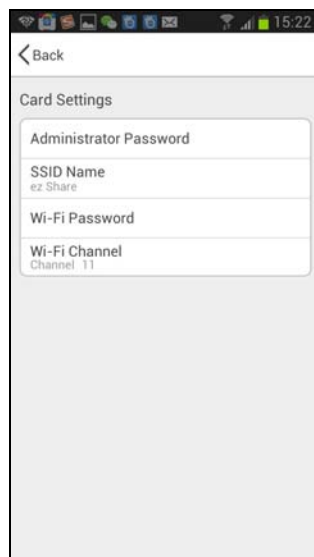 15:22
Back
Card Settings
Administrator Password
SSID Name
ez Share
Wi-Fi Password
Wi-Fi Channel
Channel 11